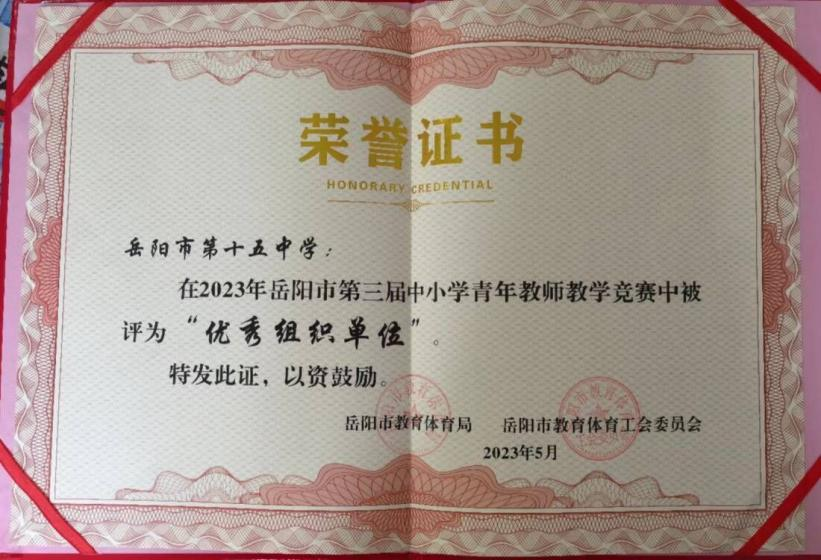 荣誉证书
HONORARY CREDENTIAL
岳阳市第十五中学：
在2023年岳阳市第三届中小学青年教师教学竞赛中被
评为“优秀组织单位”。
特发此证，以资鼓励。
岳阳市教育体育局 岳阳市教育体育工会委员会
2023年5月